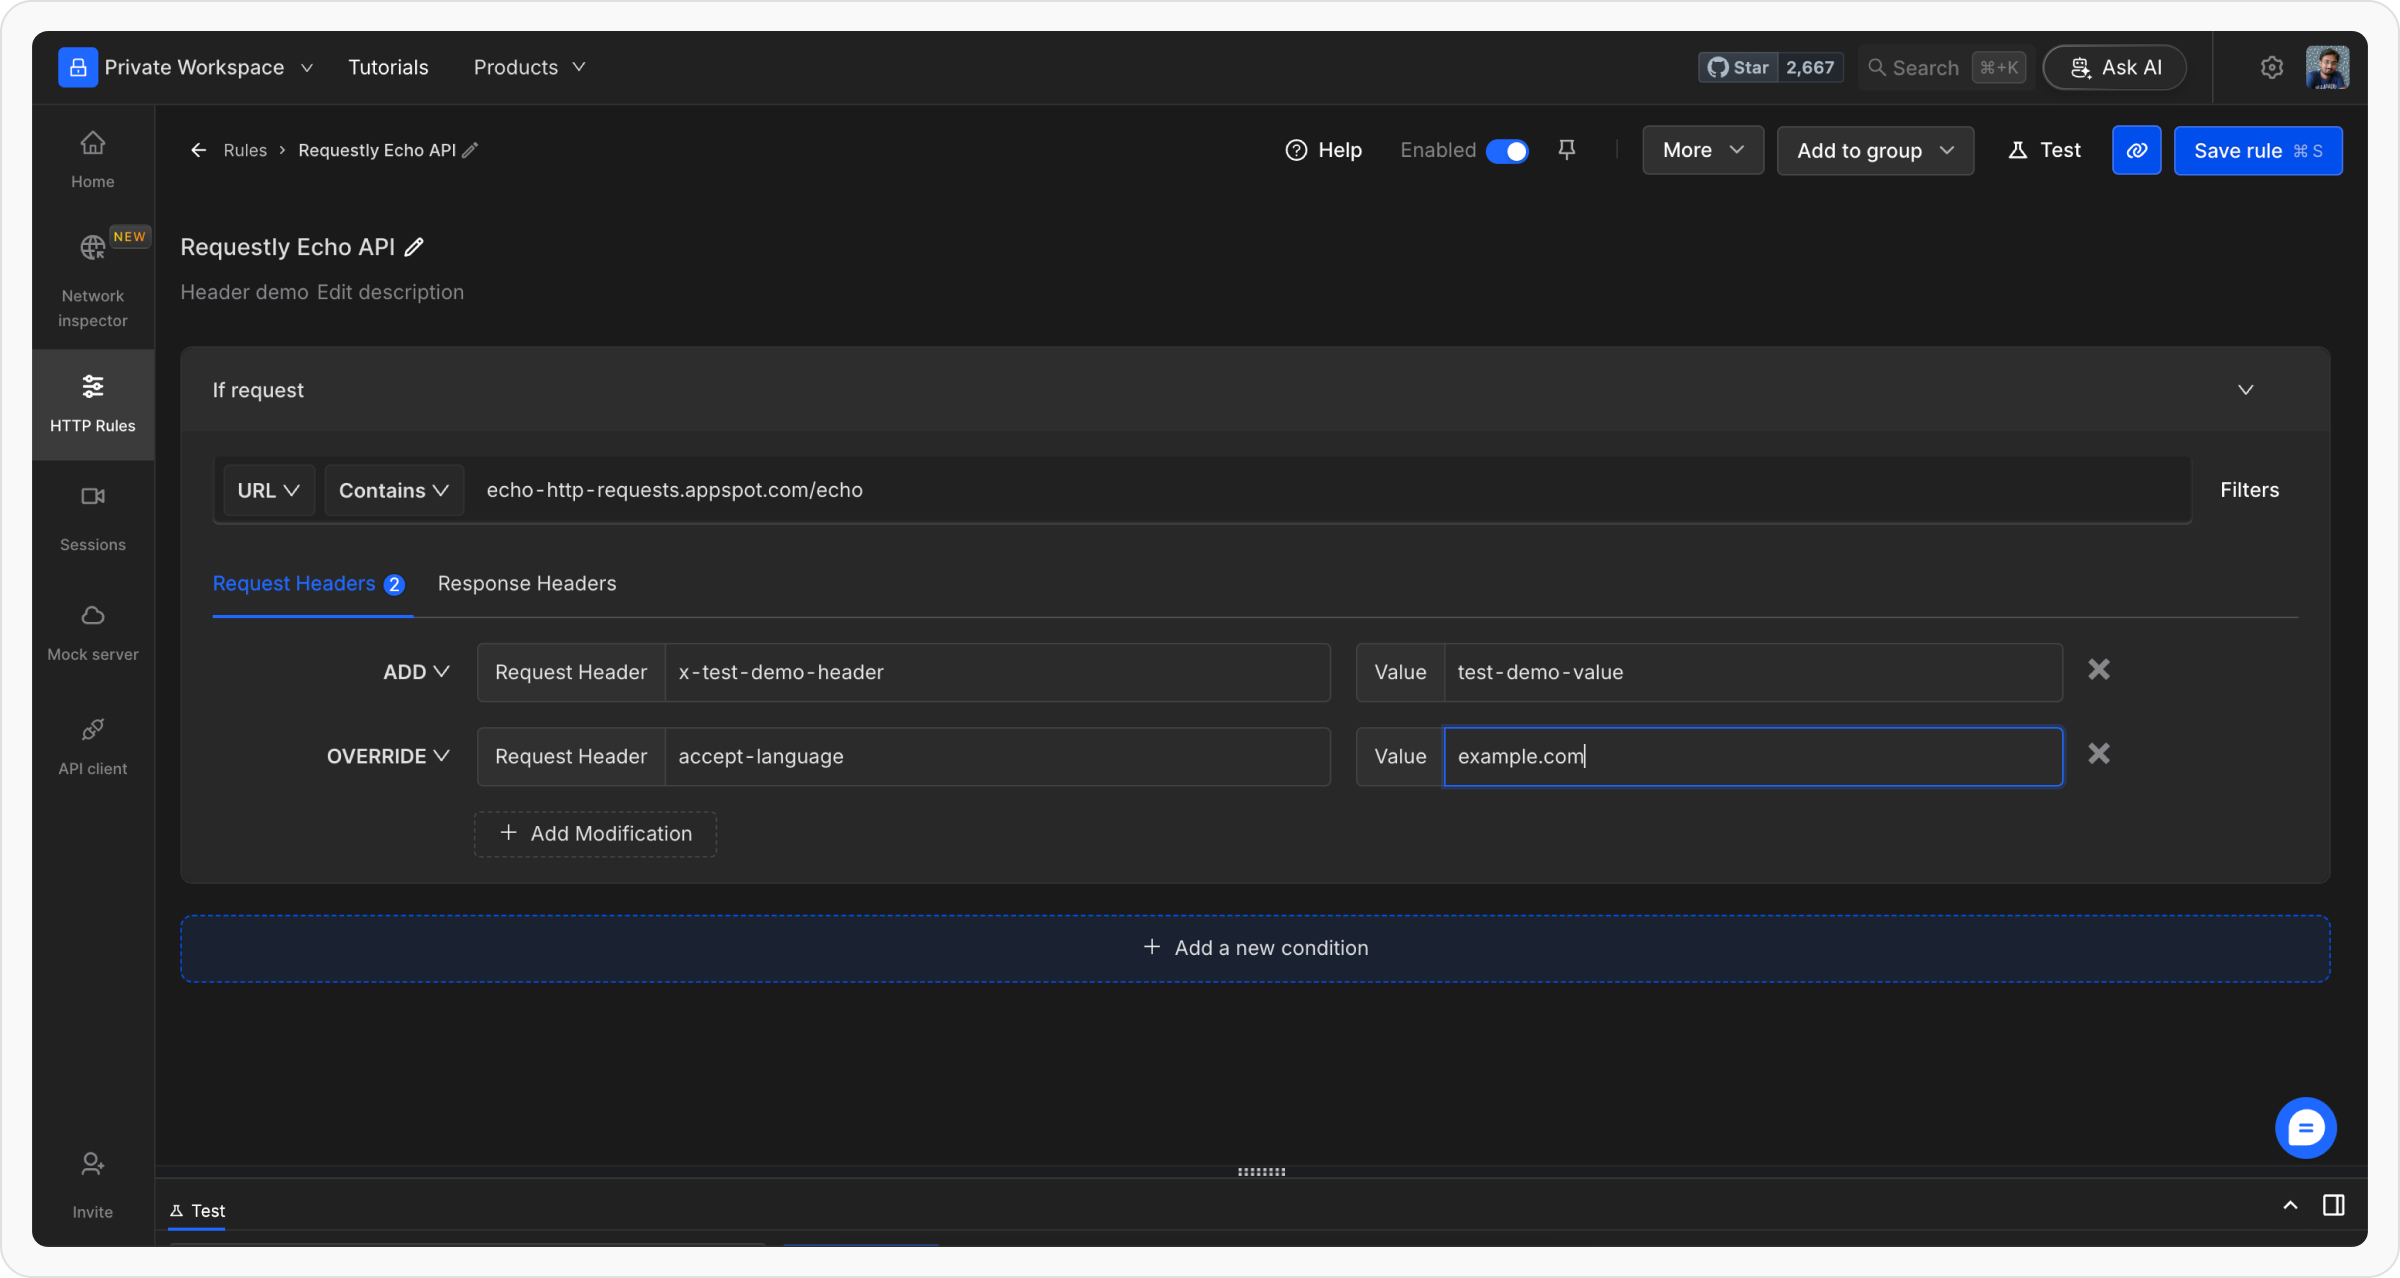 Private Workspace Tutorials Products Star 2,667 Search ⌘+K Ask AI
Home
NEW
Network
inspector
HTTP Rules
Sessions
Mock server
API client
Invite
Rules > Requestly Echo API Help Enabled More Add to group Test Save rule ⌘ S
Requestly Echo API
Header demo Edit description
If request
URL Contains echo-http-requests.appspot.com/echo Filters
Request Headers 2 Response Headers
ADD Request Header x-test-demo-header Value test-demo-value
OVERRIDE Request Header accept-language Value example.com
+ Add Modification
+ Add a new condition
Test